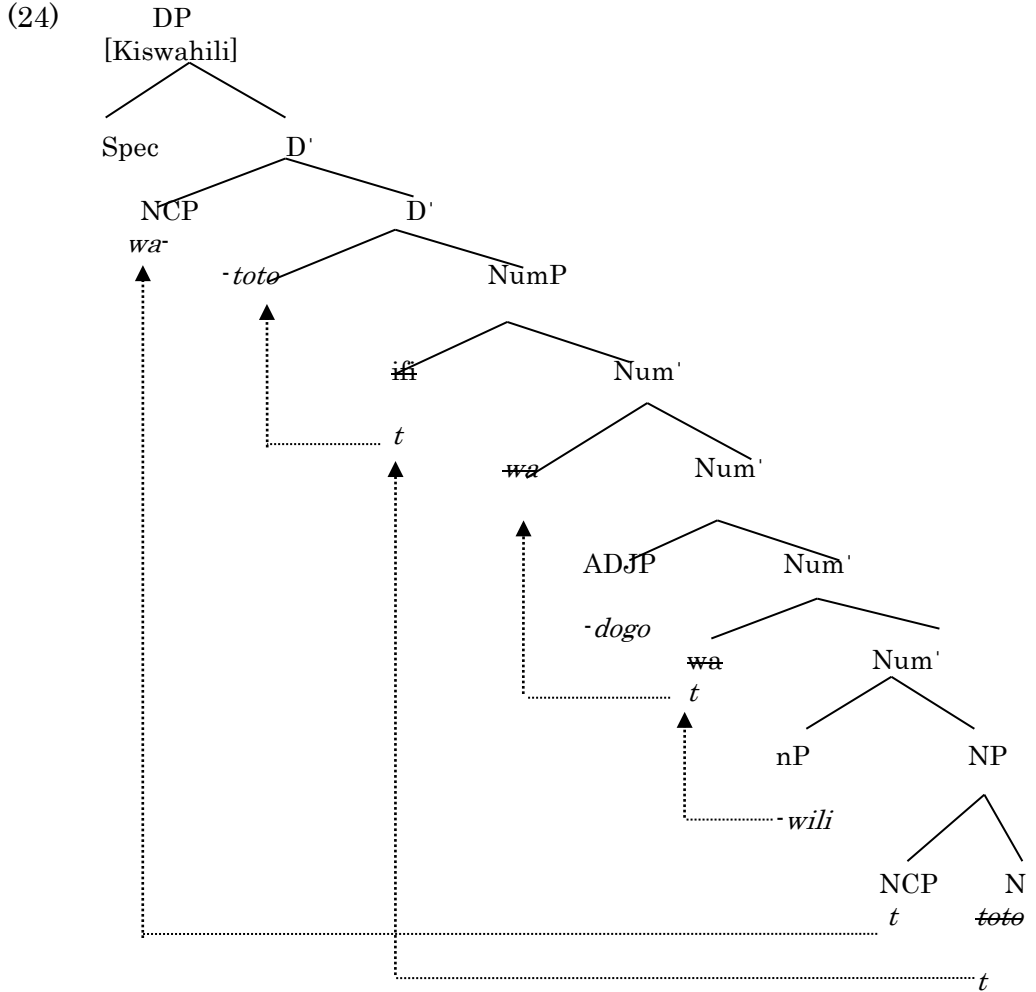 (24) DP
[Kiswahili]
Spec D'
NCP D'
wa-
-toto NumP
Num'
t
wa Num'
ADJP Num'
-dogo
wa Num'
t
nP NP
-wili
NCP N
t toto
t